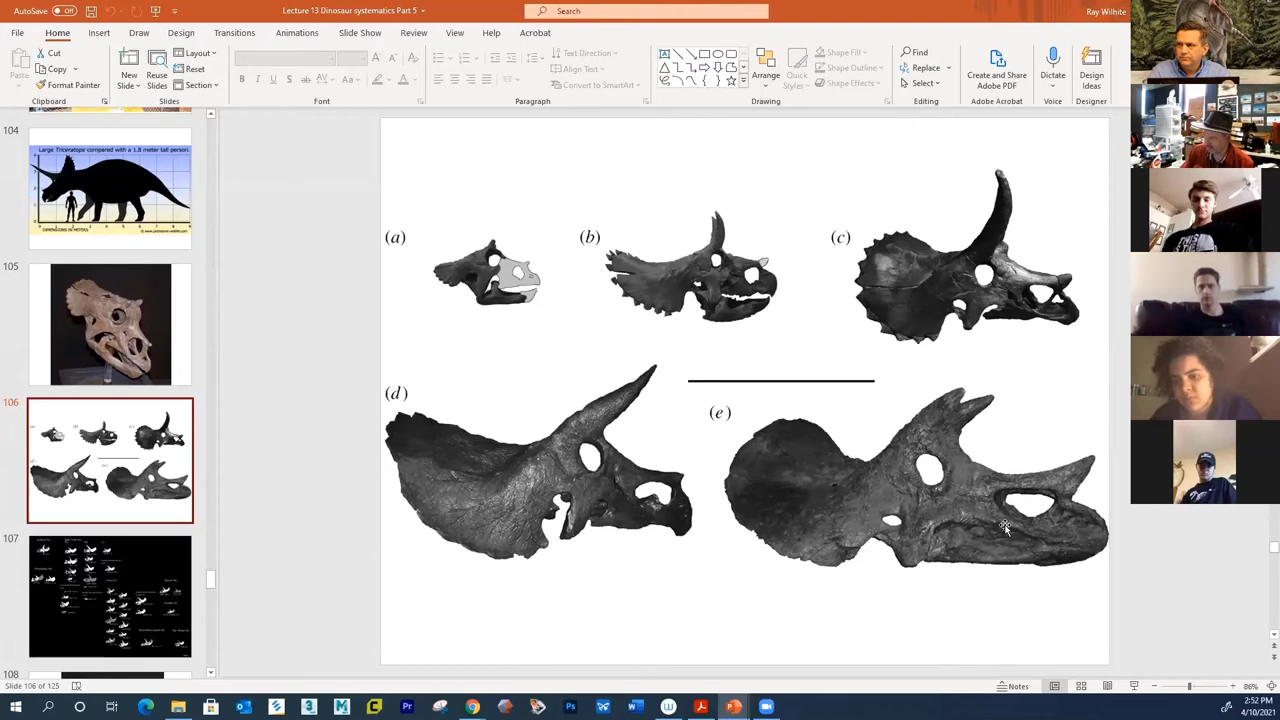 AutoSave Off
Lecture 13 Dinosaur systematics Part 5
Search
Ray Wilhite
File Home Insert Draw Design Transitions Animations Slide Show Review View Help Acrobat
Paste
Cut
Copy
Format Painter
Clipboard
New Slides
Reuse Slides
Layout
Reset
Section
Slides
B I U S
Font
Text Direction
Align Text
Convert to SmartArt
Paragraph
Arrange
Quick Styles
Shape Fill
Shape Outline
Shape Effects
Drawing
Find
Replace
Select
Editing
Create and Share Adobe PDF
Adobe Acrobat
Dictate
Voice
Design Ideas
Designer
104
Large Triceratops compared with a 1.8 meter tall person.
DIMENSIONS IN METERS
105
106
107
108
(a)
(b)
(c)
(d)
(e)
Slide 106 of 125
Notes
86%
2:52 PM
4/10/2021